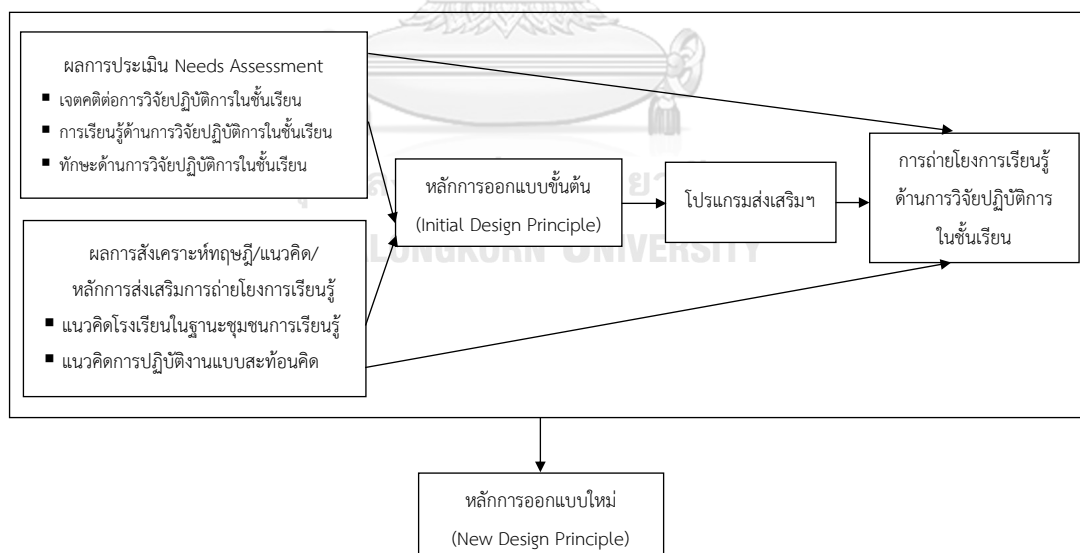 ผลการประเมิน Needs Assessment
▪ เจตคติต่อการวิจัยปฏิบัติการในชั้นเรียน
▪ การเรียนรู้ด้านการวิจัยปฏิบัติการในชั้นเรียน
▪ ทักษะด้านการวิจัยปฏิบัติการในชั้นเรียน
ผลการสังเคราะห์ทฤษฎี/แนวคิด/
หลักการส่งเสริมการถ่ายโยงการเรียนรู้
▪ แนวคิดโรงเรียนในฐานะชุมชนการเรียนรู้
▪ แนวคิดการปฏิบัติงานแบบสะท้อนคิด
หลักการออกแบบขั้นต้น
(Initial Design Principle)
โปรแกรมส่งเสริมฯ
การถ่ายโยงการเรียนรู้
ด้านการวิจัยปฏิบัติการ
ในชั้นเรียน
UNIVERSITY
หลักการออกแบบใหม่
(New Design Principle)